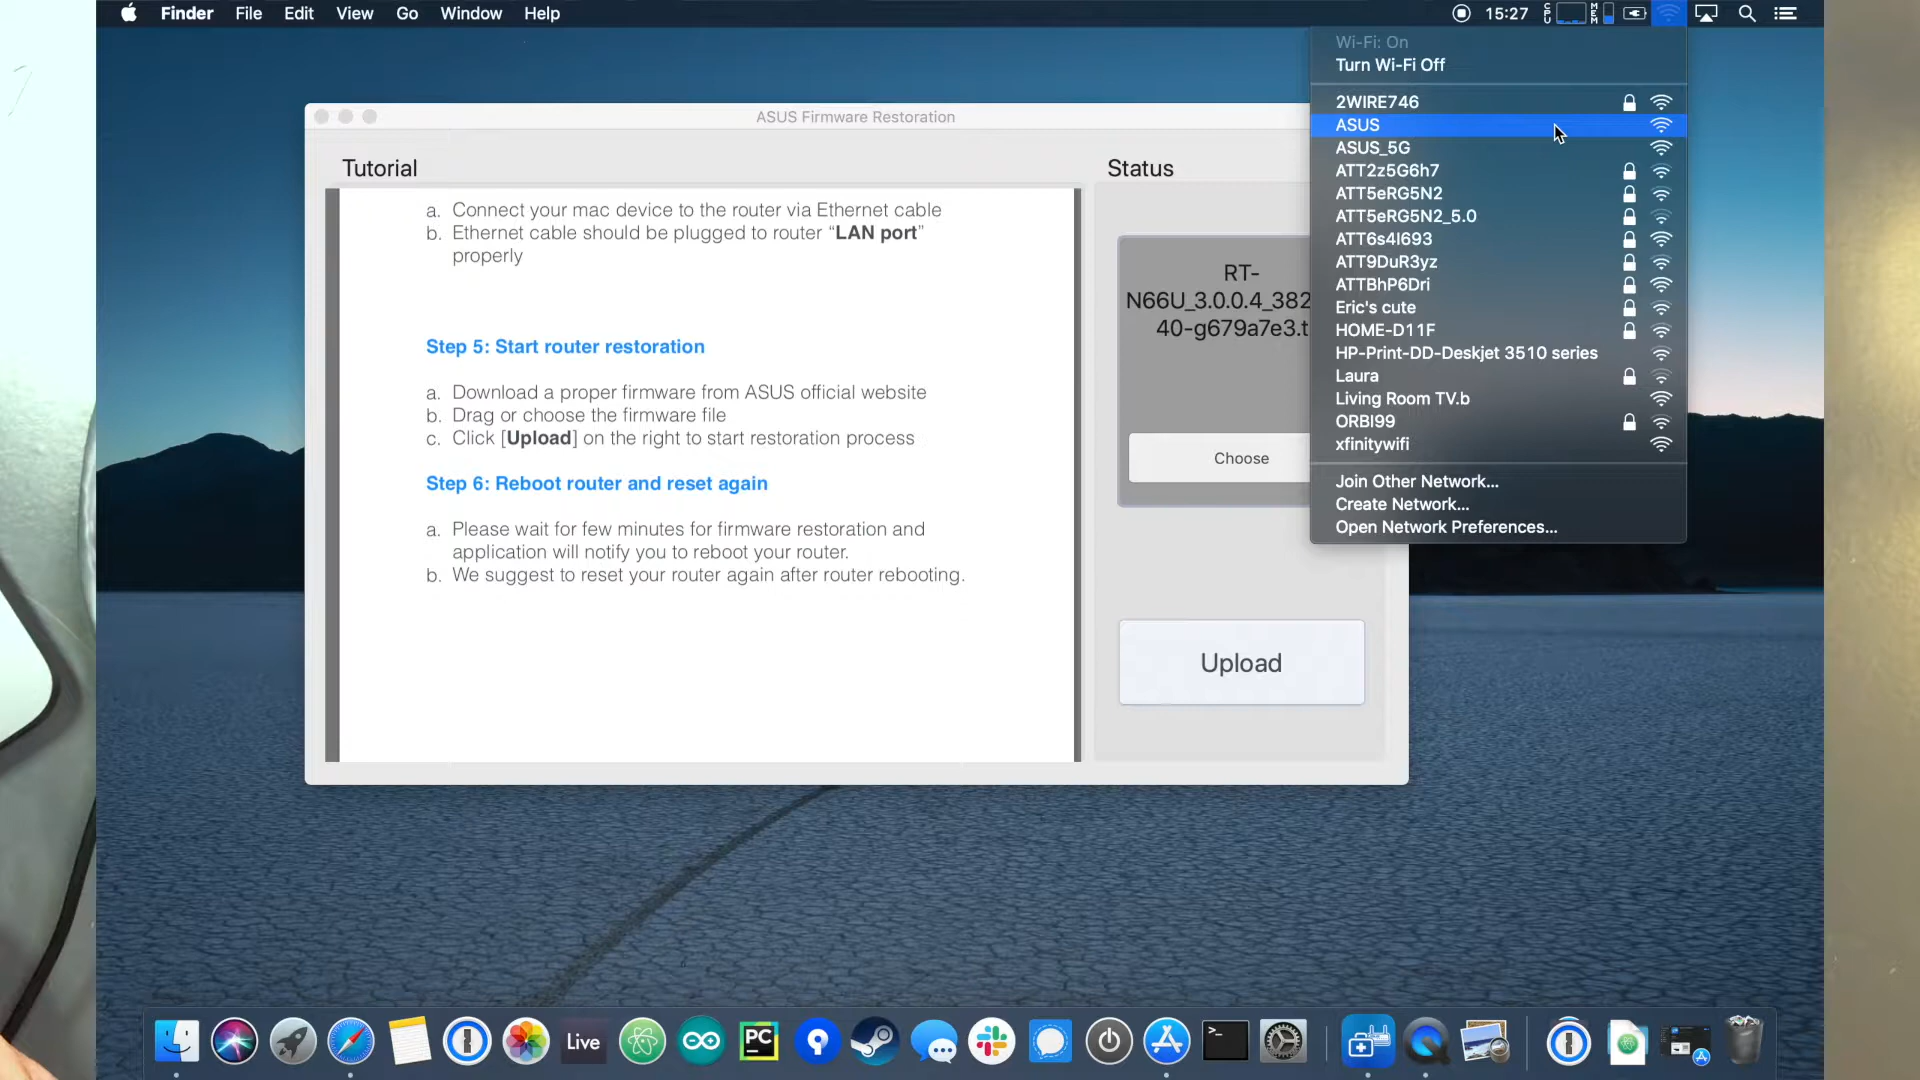 Finder File Edit View Go Window Help
15:27
CPU
MEM
Wi-Fi: On
Turn Wi-Fi Off
2WIRE746
ASUS
ASUS_5G
ATT2z5G6h7
ATT5eRG5N2
ATT5eRG5N2_5.0
ATT6s4I693
ATT9DuR3yz
ATTBhP6Dri
Eric's cute
HOME-D11F
HP-Print-DD-Deskjet 3510 series
Laura
Living Room TV.b
ORBI99
xfinitywifi
Join Other Network...
Create Network...
Open Network Preferences...
ASUS Firmware Restoration
Tutorial
a. Connect your mac device to the router via Ethernet cable
b. Ethernet cable should be plugged to router “LAN port”
properly
Step 5: Start router restoration
a. Download a proper firmware from ASUS official website
b. Drag or choose the firmware file
c. Click [Upload] on the right to start restoration process
Step 6: Reboot router and reset again
a. Please wait for few minutes for firmware restoration and
application will notify you to reboot your router.
b. We suggest to reset your router again after router rebooting.
Status
RT-
N66U_3.0.0.4_382
40-g679a7e3.t
Choose
Upload
Live
PC
>_